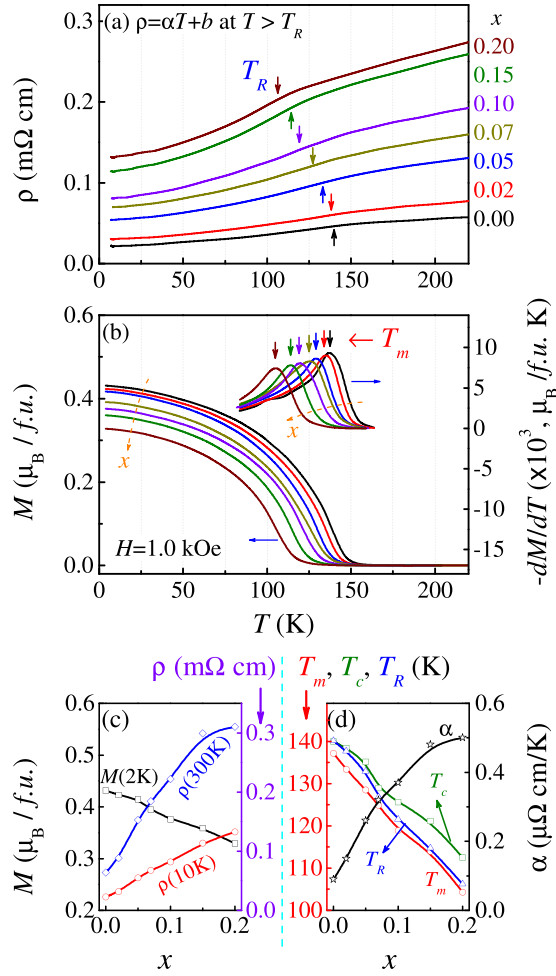 (a) ρ=αT+b at T > T_R
x
0.20
0.15
0.10
0.07
0.05
0.02
0.00
T_R
ρ (mΩ cm)
0.3
0.2
0.1
0.0
0 50 100 150 200
(b)
T_m
x
x
H=1.0 kOe
M (μ_B / f.u.)
0.6
0.4
0.2
0.0
-dM/dT (×10^3, μ_B /f.u. K)
10
5
0
-5
-10
-15
0 50 100 150 200
T (K)
ρ (mΩ cm)
T_m, T_c, T_R (K)
(c)
M(2K)
ρ(300K)
ρ(10K)
M (μ_B / f.u.)
0.6
0.5
0.4
0.3
0.2
0.3
0.2
0.1
0.0
0.0 0.1 0.2
x
(d)
α
T_c
T_R
T_m
140
130
120
110
100
α (μΩ cm/K)
0.6
0.4
0.2
0.0
0.0 0.1 0.2
x